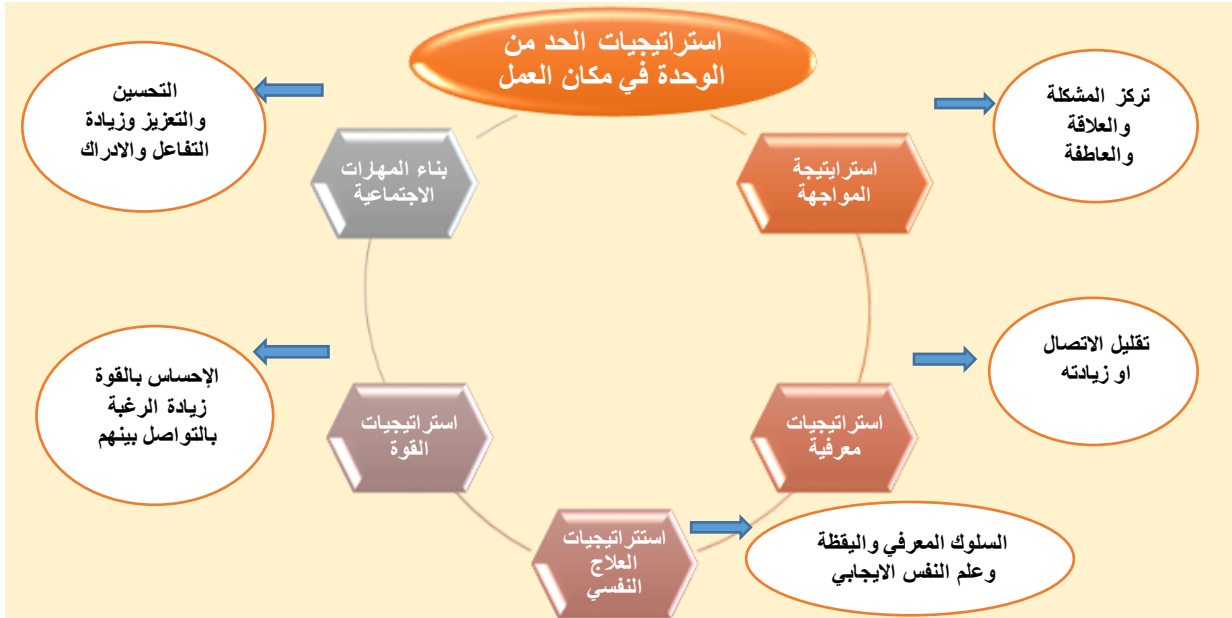 استراتيجيات الحد من
الوحدة في مكان العمل
تركز المشكلة
والعلاقة
والعاطفة
استرايتيجة
المواجهة
تقليل الاتصال
او زيادته
استراتيجيات
معرفية
السلوك المعرفي واليقظة
وعلم النفس الايجابي
استتراتيجيات
العلاج
النفسي
استراتيجيات
القوة
الإحساس بالقوة
زيادة الرغبة
بالتواصل بينهم
بناء المهارات
الاجتماعية
التحسين
والتعزيز وزيادة
التفاعل والادراك